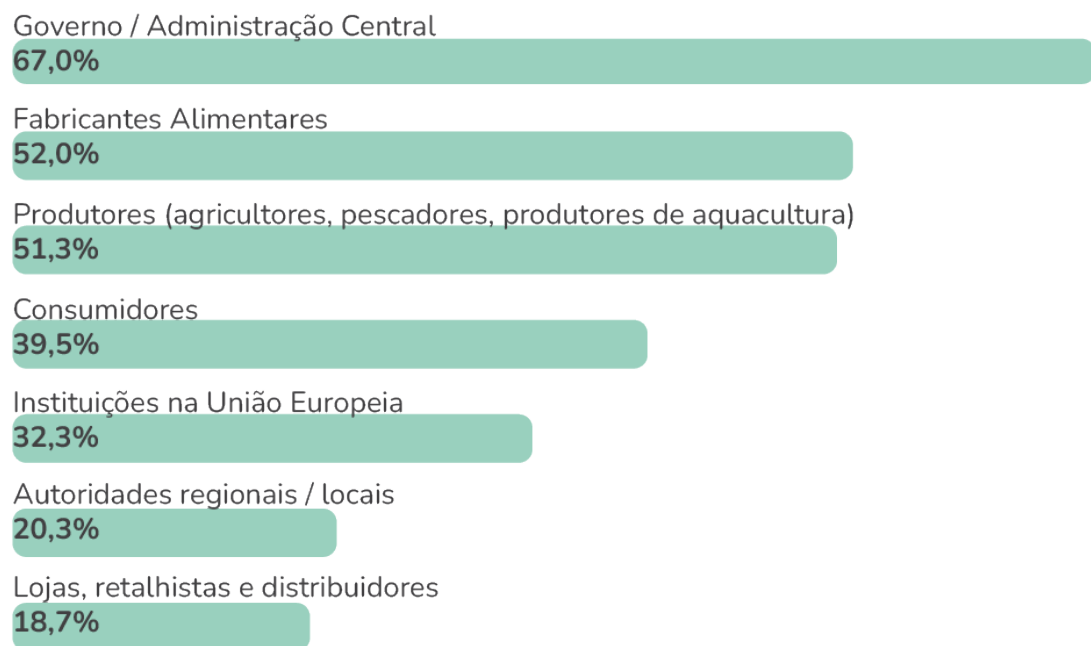 Governo / Administração Central
67,0%
Fabricantes Alimentares
52,0%
Produtores (agricultores, pescadores, produtores de aquacultura)
51,3%
Consumidores
39,5%
Instituições na União Europeia
32,3%
Autoridades regionais / locais
20,3%
Lojas, retalhistas e distribuidores
18,7%